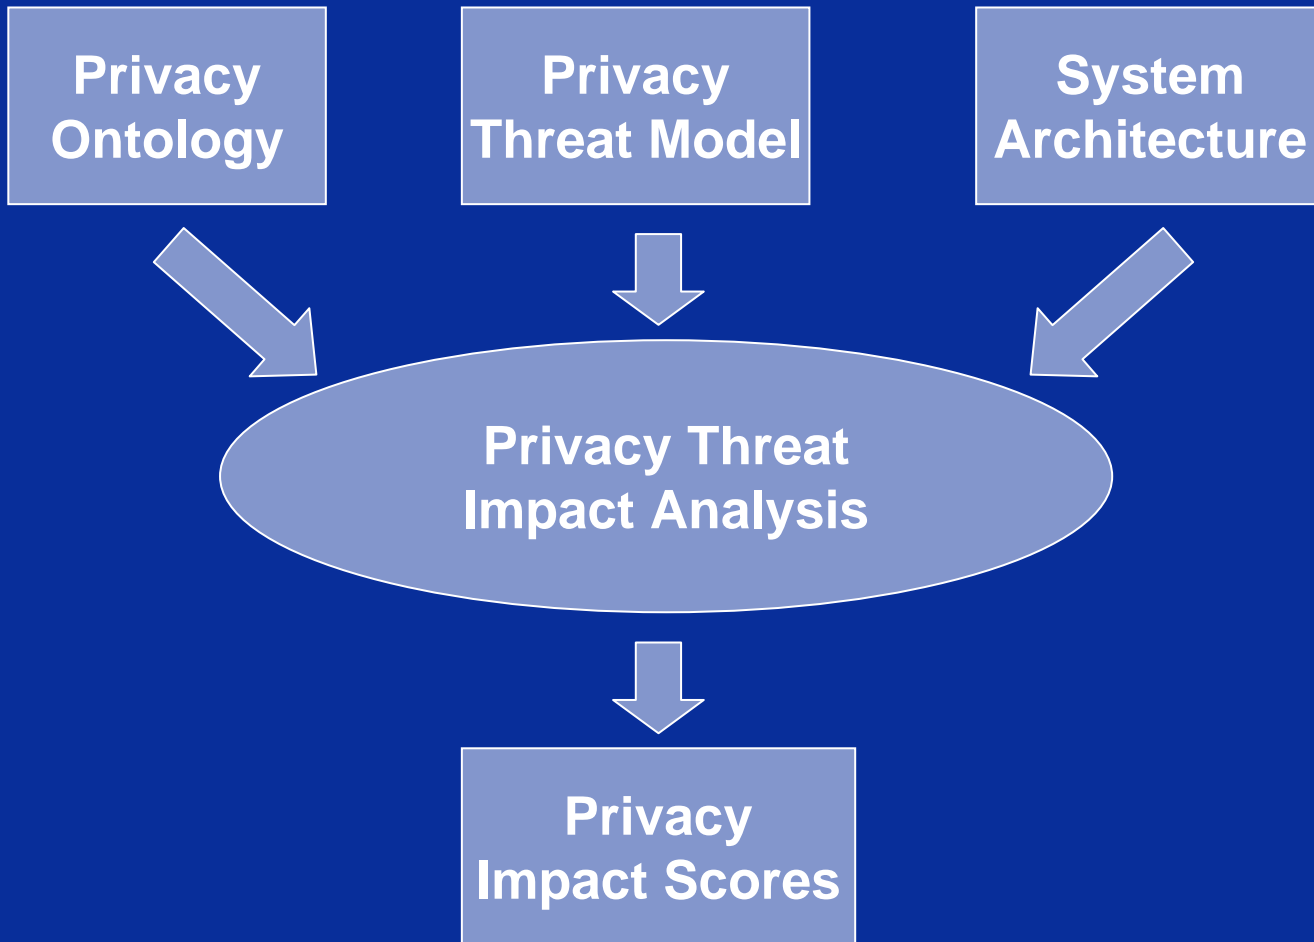 Privacy
Ontology
Privacy
Threat Model
System
Architecture
Privacy Threat
Impact Analysis
Privacy
Impact Scores